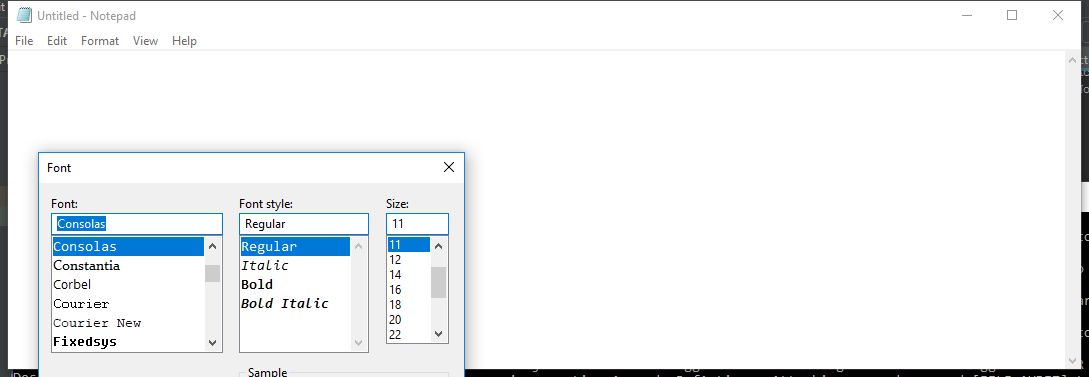 Untitled - Notepad
File Edit Format View Help
Font
Font: Font style: Size:
Consolas Regular 11
Consolas Regular 11
Constantia Italic 12
Corbel Bold 14
Courier Bold Italic 16
Courier New 18
Fixedsys 20
22
Sample